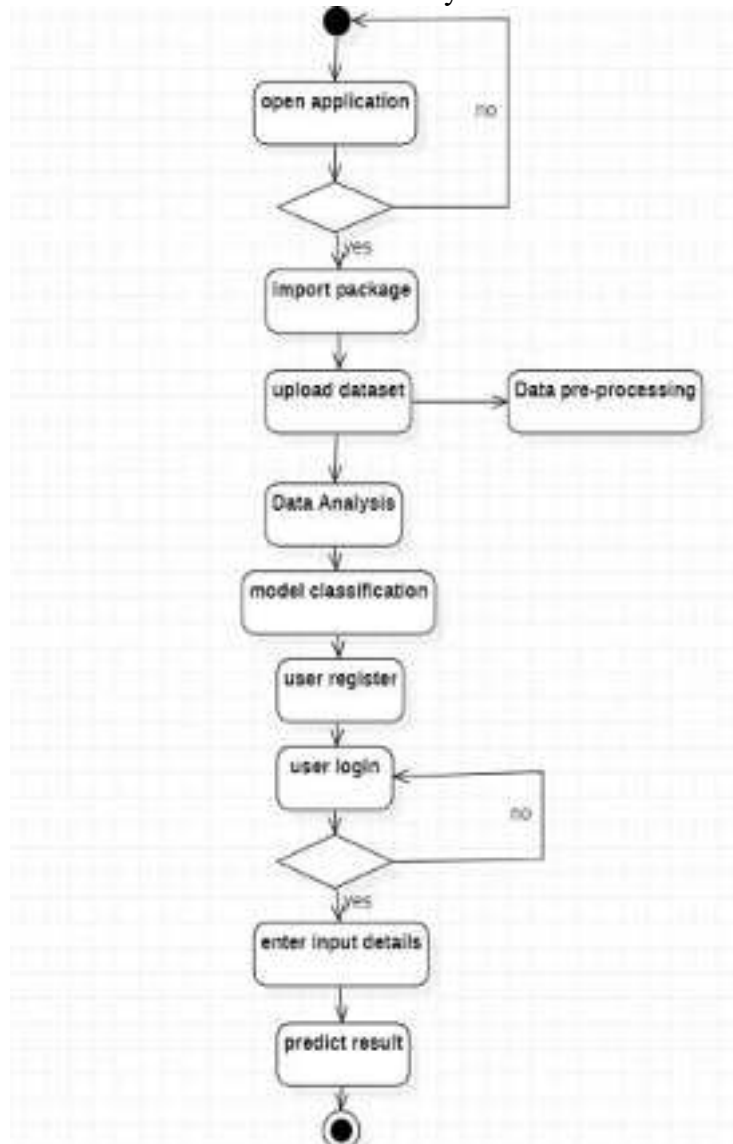 open application
no
yes
import package
upload dataset
Data pre-processing
Data Analysis
model classification
user register
user login
no
yes
enter input details
predict result